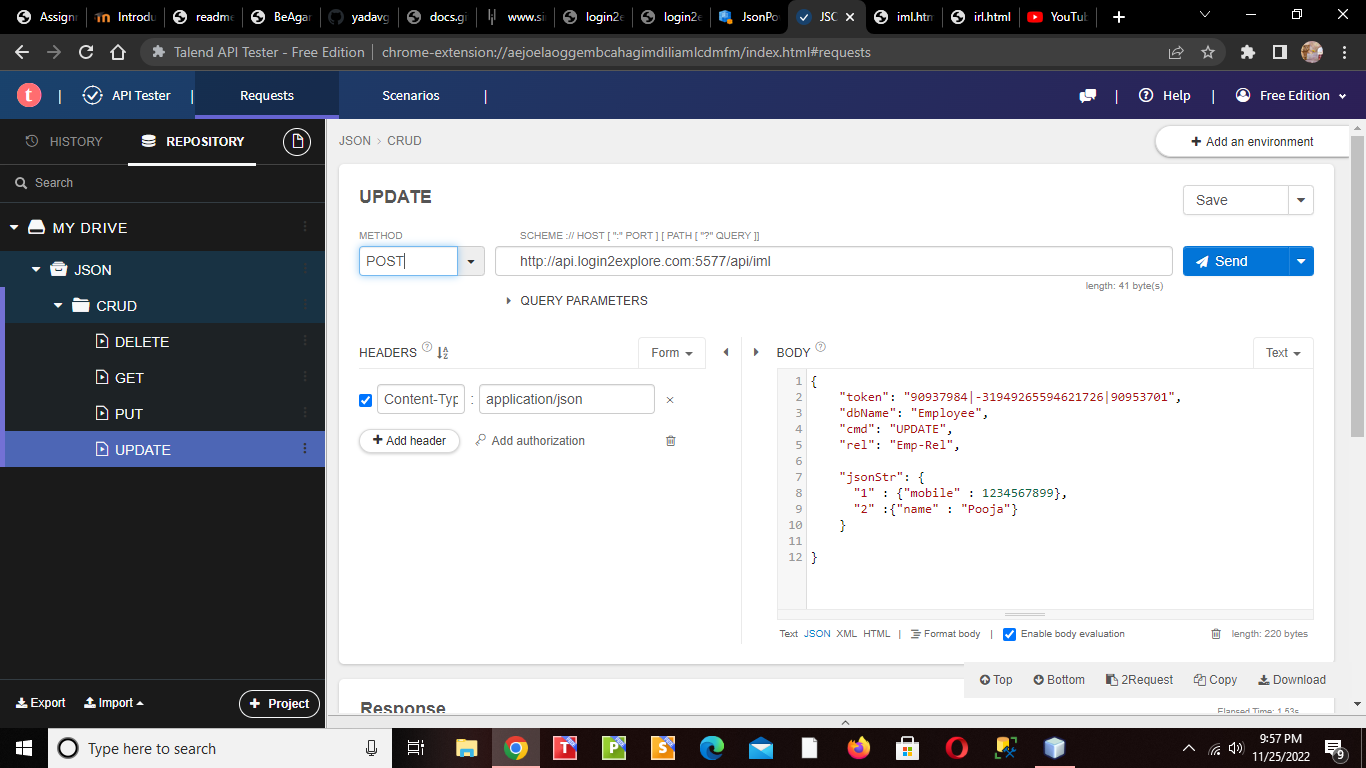 Assignr
Introdu
readme
BeAgar
yadavg
docs.gi
www.si
login2e
login2e
JsonPo
JSC
iml.htm
irl.html
YouTub
Talend API Tester - Free Edition | chrome-extension://aejoelaoggembcahagimdiliamlcdmfm/index.html#requests
t | API Tester | Requests Scenarios | | Help | Free Edition
HISTORY REPOSITORY
JSON › CRUD
+ Add an environment
Search
MY DRIVE
JSON
CRUD
DELETE
GET
PUT
UPDATE
Export Import + Project
UPDATE
Save
METHOD
SCHEME :// HOST [ ":" PORT ] [ PATH [ "?" QUERY ]]
POST
http://api.login2explore.com:5577/api/iml
Send
length: 41 byte(s)
QUERY PARAMETERS
HEADERS ? Form
BODY ? Text
Content-Typ : application/json ×
+ Add header Add authorization
1 {
2 "token": "90937984|-31949265594621726|90953701",
3 "dbName": "Employee",
4 "cmd": "UPDATE",
5 "rel": "Emp-Rel",
6
7 "jsonStr": {
8 "1" : {"mobile" : 1234567899},
9 "2" :{"name" : "Pooja"}
10 }
11
12 }
Text JSON XML HTML | Format body | Enable body evaluation length: 220 bytes
Top Bottom 2Request Copy Download
Response
Elapsed Time: 1.53s
Type here to search
T
P
S
9:57 PM
11/25/2022
9